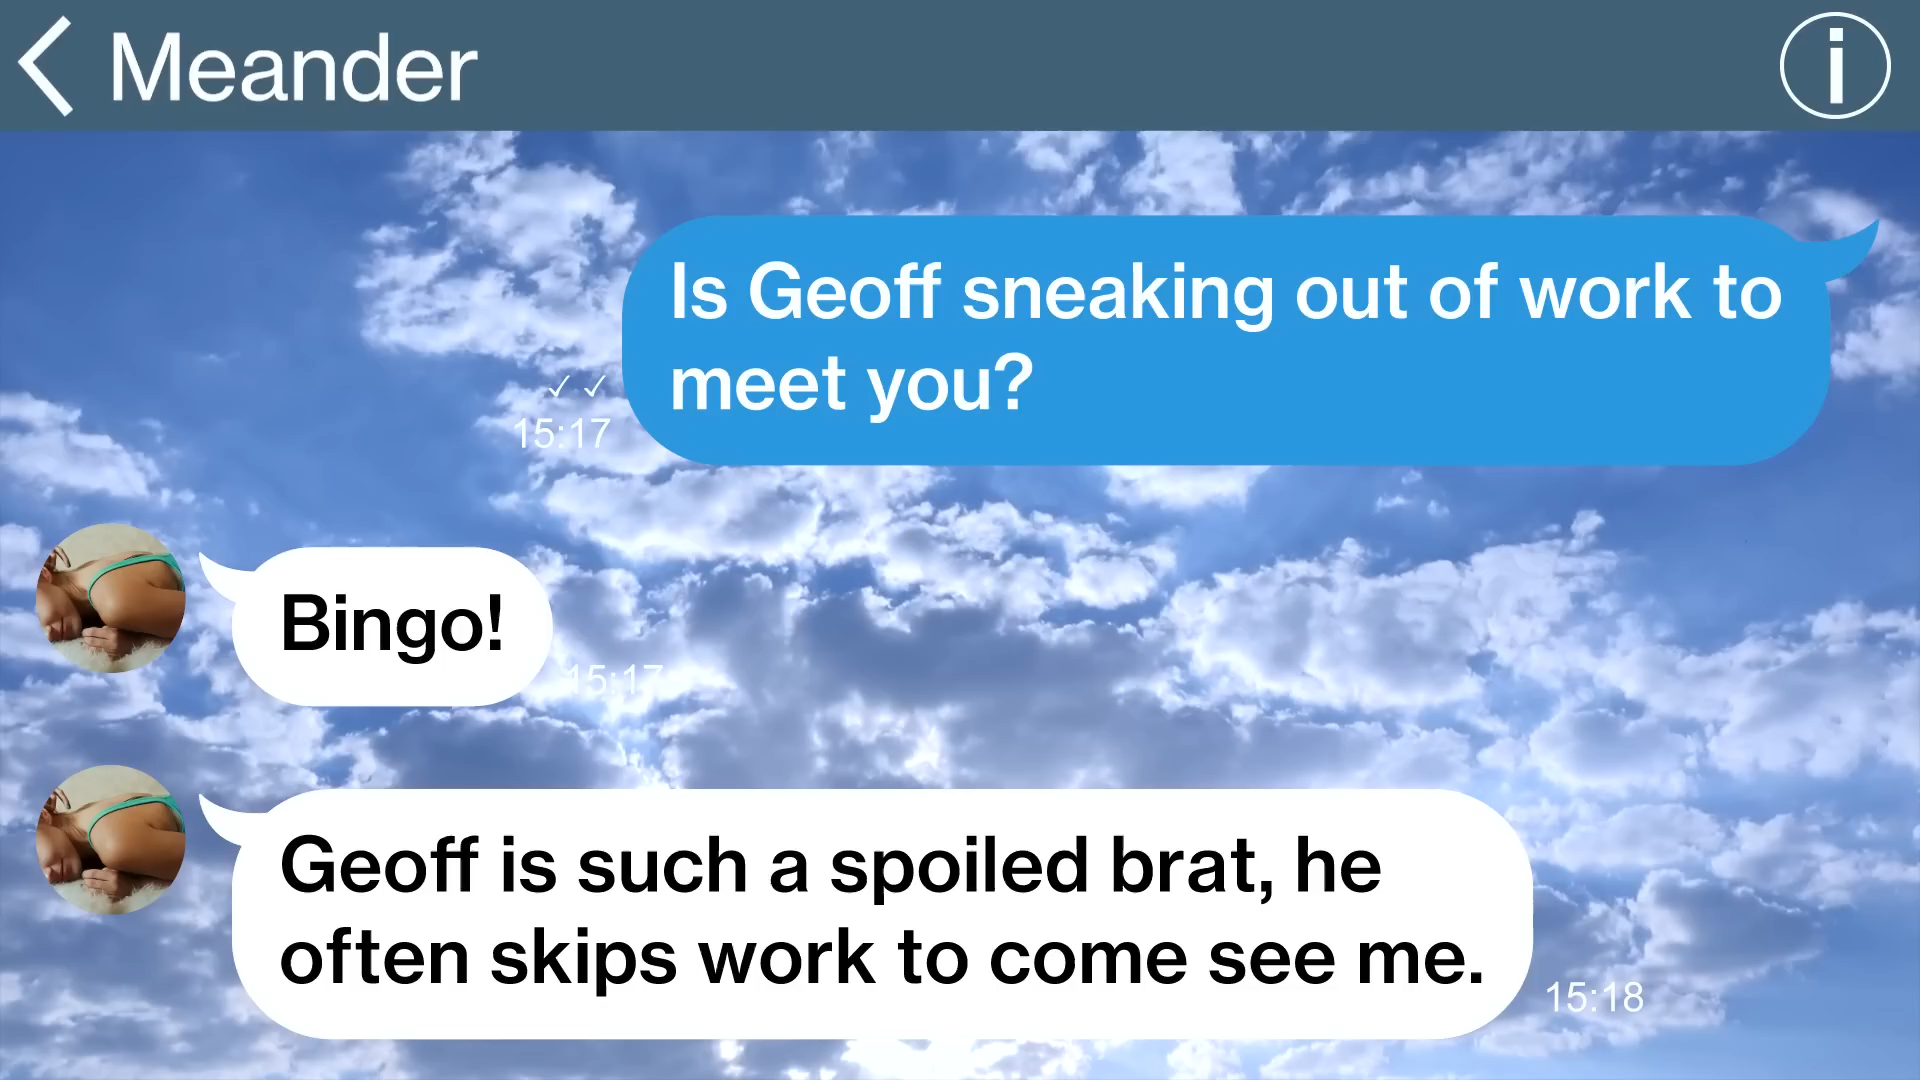 Meander
Is Geoff sneaking out of work to
meet you?
15:17
Bingo!
15:17
Geoff is such a spoiled brat, he
often skips work to come see me.
15:18